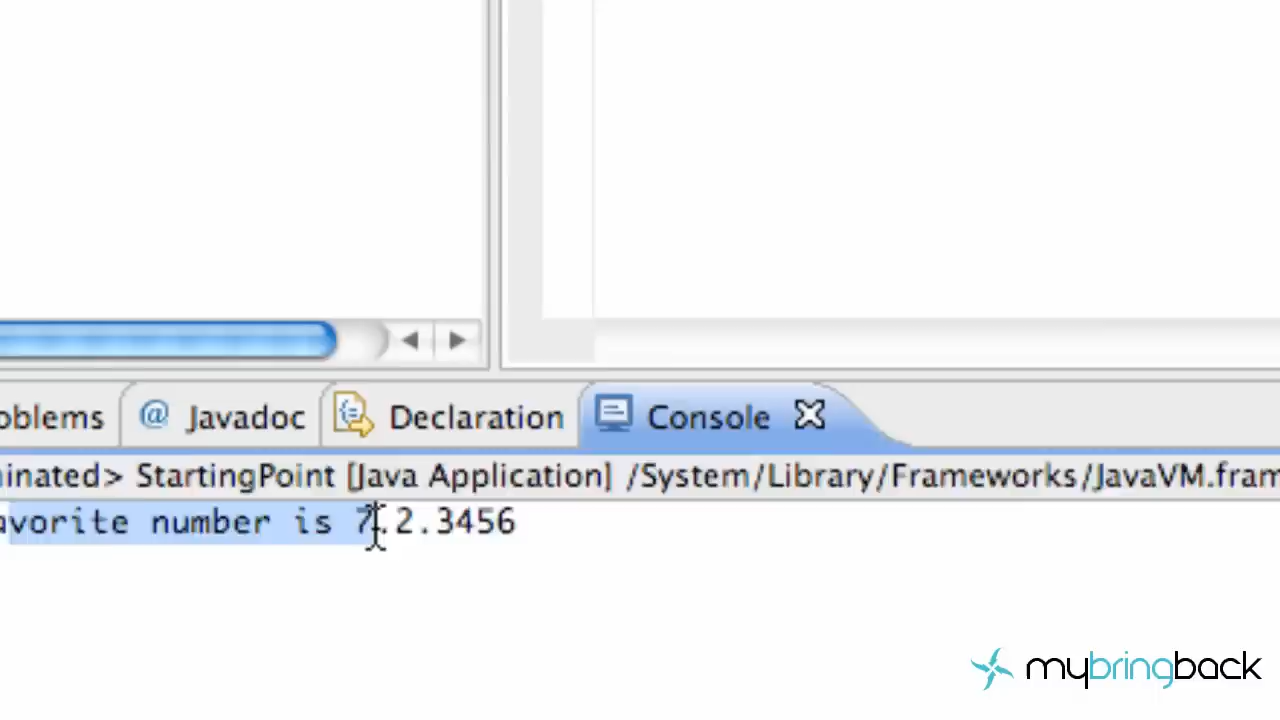 oblems @ Javadoc Declaration Console
ninated> StartingPoint [Java Application] /System/Library/Frameworks/JavaVM.fram
avorite number is 7.2.3456
mybringback